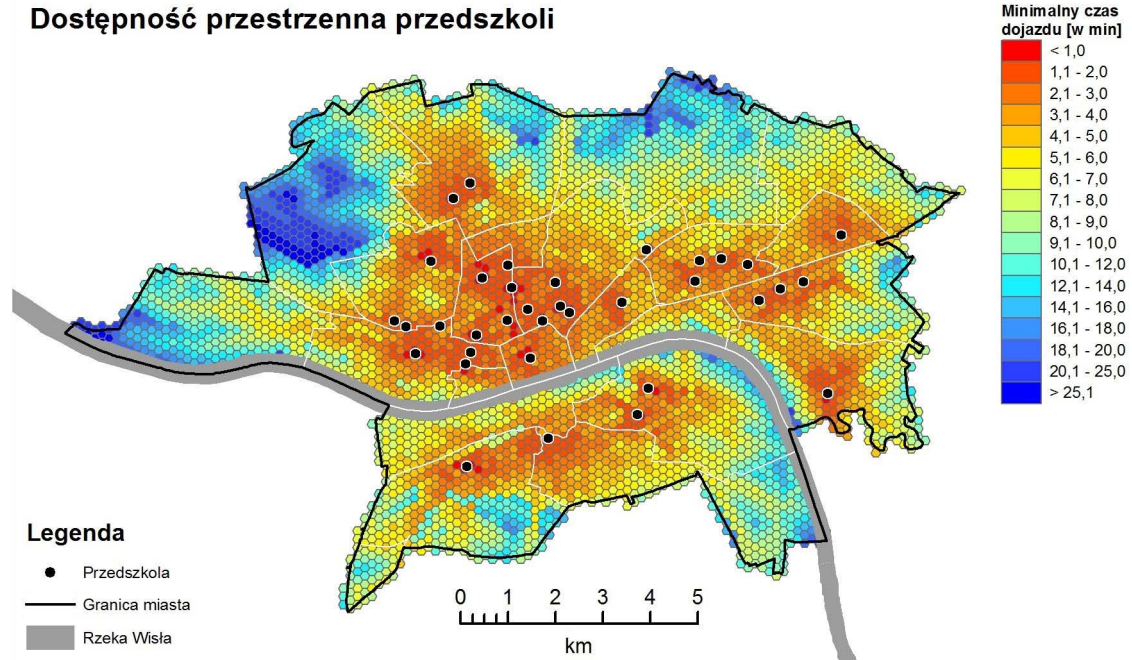 Dostępność przestrzenna przedszkoli
Minimalny czas
dojazdu [w min]
< 1,0
1,1 - 2,0
2,1 - 3,0
3,1 - 4,0
4,1 - 5,0
5,1 - 6,0
6,1 - 7,0
7,1 - 8,0
8,1 - 9,0
9,1 - 10,0
10,1 - 12,0
12,1 - 14,0
14,1 - 16,0
16,1 - 18,0
18,1 - 20,0
20,1 - 25,0
> 25,1
Legenda
Przedszkola
Granica miasta
Rzeka Wisła
0 1 2 3 4 5
km